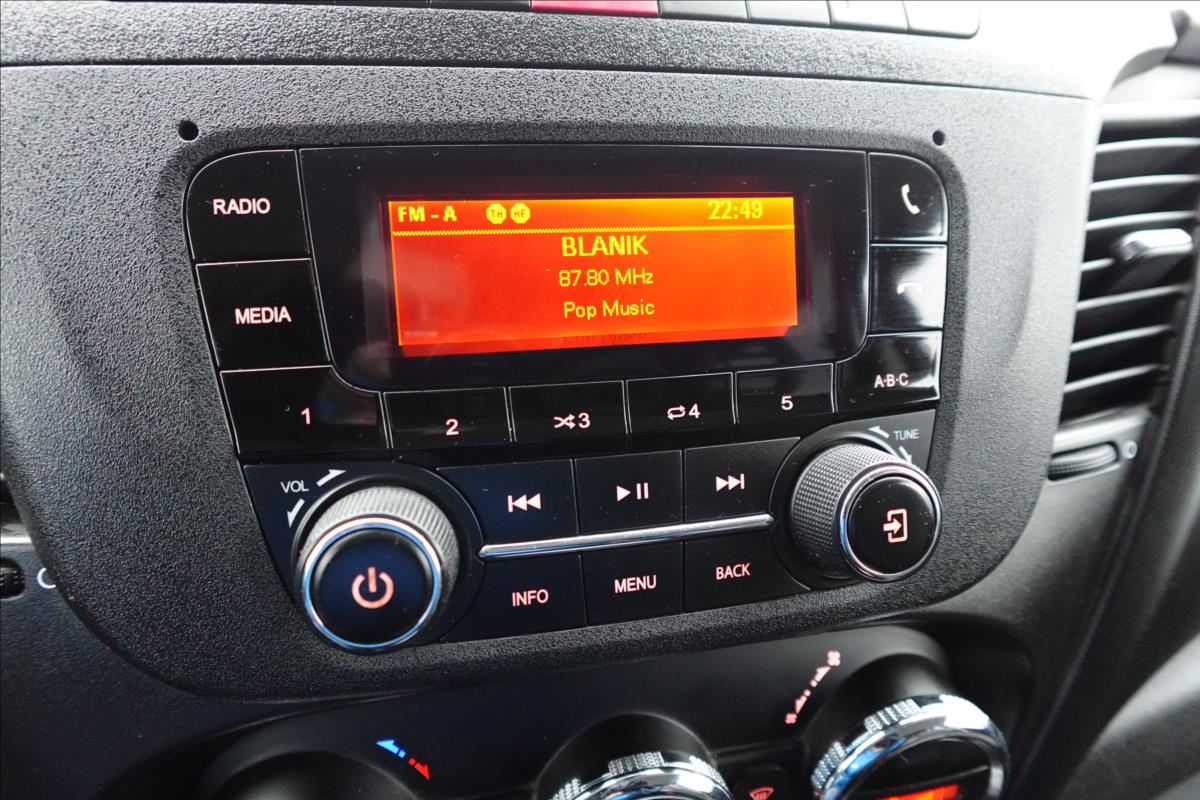 RADIO
FM - A TA AF 22:49
BLANIK
87.80 MHz
Pop Music
MEDIA
A·B·C
1 2 3 4 5
VOL
TUNE
INFO MENU BACK